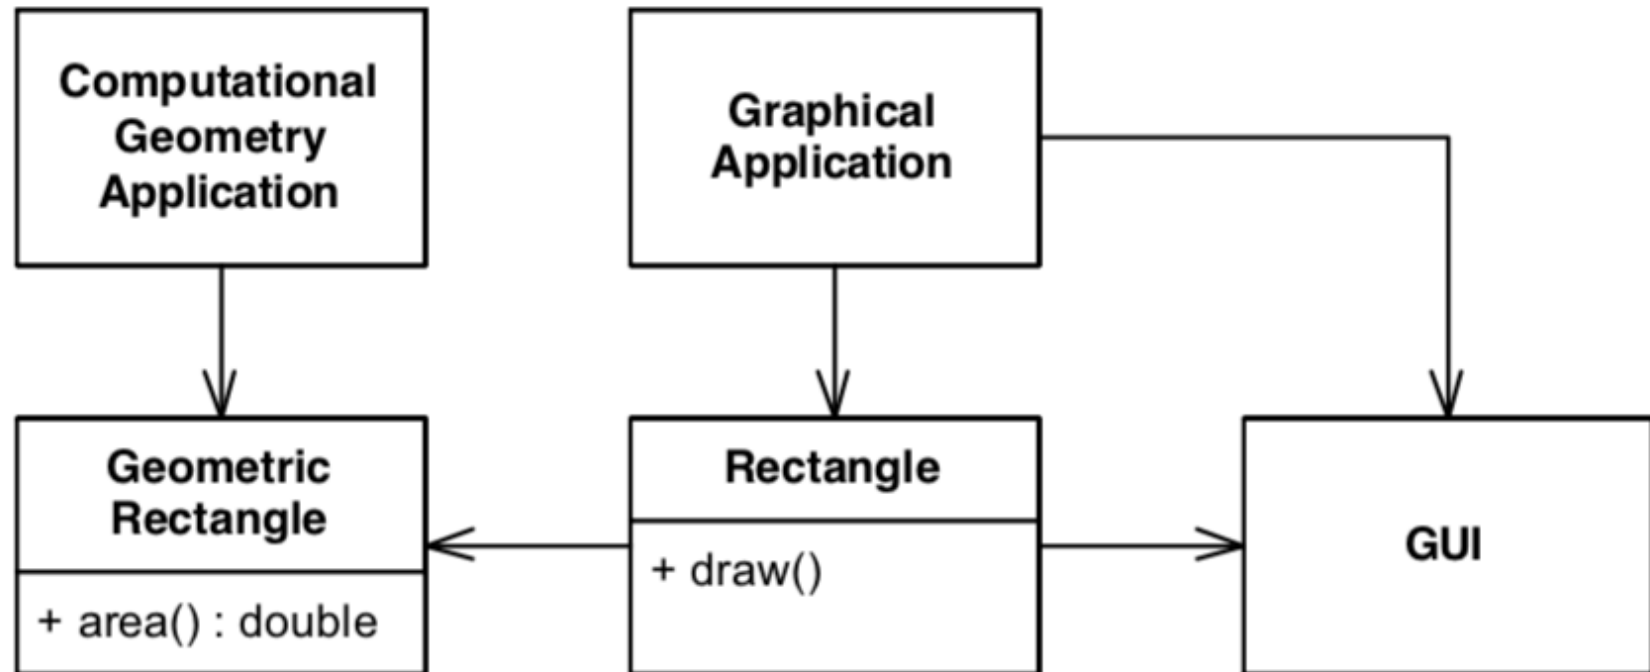 Computational
Geometry
Application
Graphical
Application
Geometric
Rectangle
+ area() : double
Rectangle
+ draw()
GUI